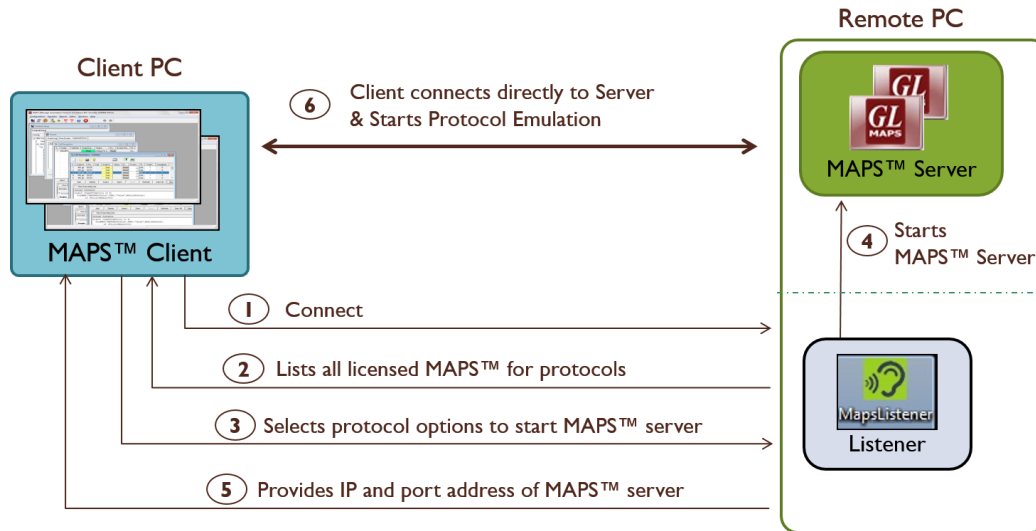 Remote PC
Client PC
GL
GL
MAPS
MAPS™ Server
6
Client connects directly to Server
& Starts Protocol Emulation
MAPS™ Client
4
Starts
MAPS™ Server
1
Connect
2
Lists all licensed MAPS™ for protocols
3
Selects protocol options to start MAPS™ server
5
Provides IP and port address of MAPS™ server
MapsListener
Listener